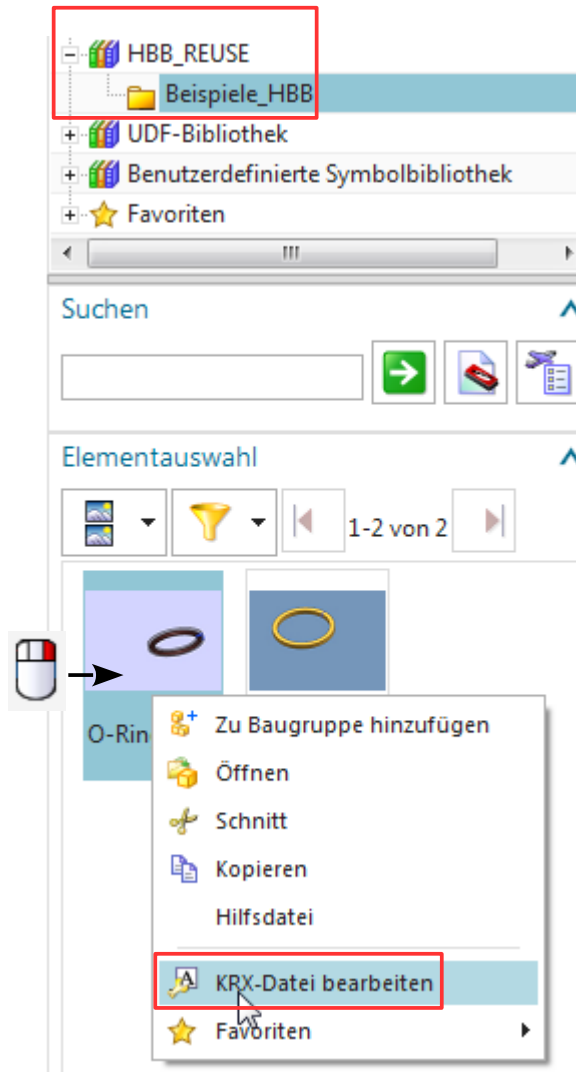 HBB_REUSE
Beispiele_HBB
UDF-Bibliothek
Benutzerdefinierte Symbolbibliothek
Favoriten
Suchen
Elementauswahl
1-2 von 2
O-Rin
Zu Baugruppe hinzufügen
Öffnen
Schnitt
Kopieren
Hilfsdatei
KRX-Datei bearbeiten
Favoriten